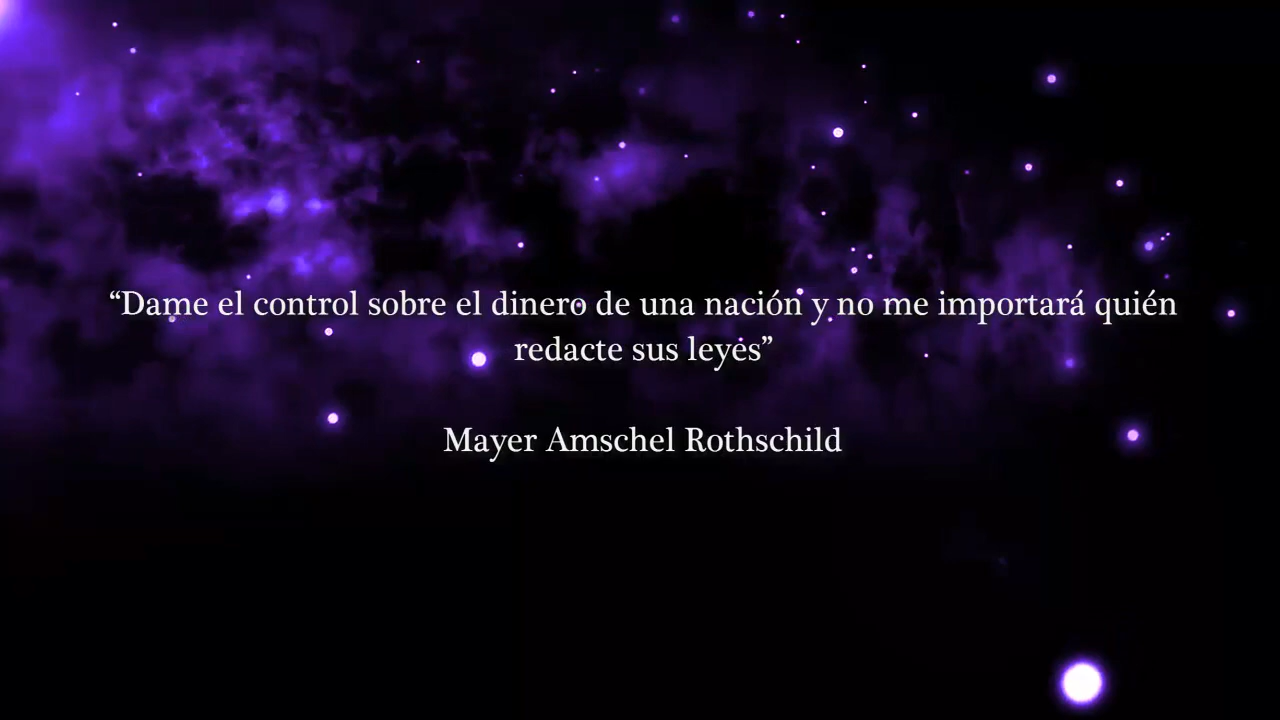 “Dame el control sobre el dinero de una nación y no me importará quién
redacte sus leyes”
Mayer Amschel Rothschild